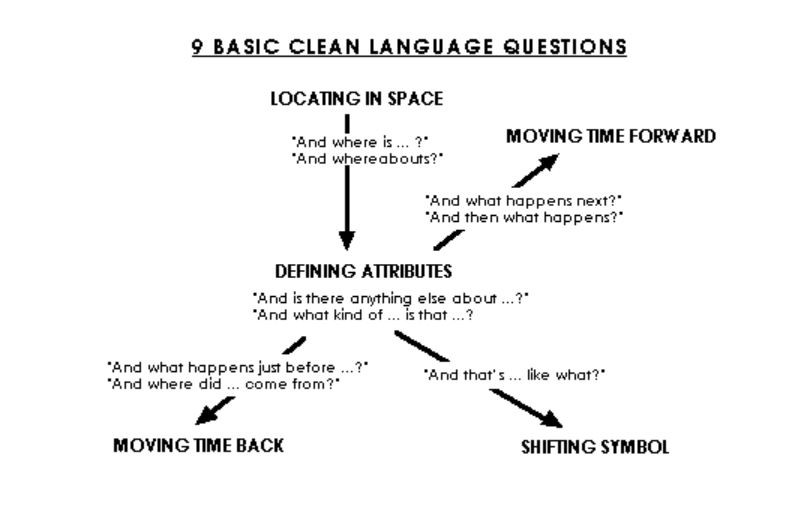 9 BASIC CLEAN LANGUAGE QUESTIONS
LOCATING IN SPACE
"And where is ... ?"
"And whereabouts?"
MOVING TIME FORWARD
"And what happens next?"
"And then what happens?"
DEFINING ATTRIBUTES
"And is there anything else about ...?"
"And what kind of ... is that ...?
"And what happens just before ...?"
"And where did ... come from?"
"And that's ... like what?"
MOVING TIME BACK
SHIFTING SYMBOL